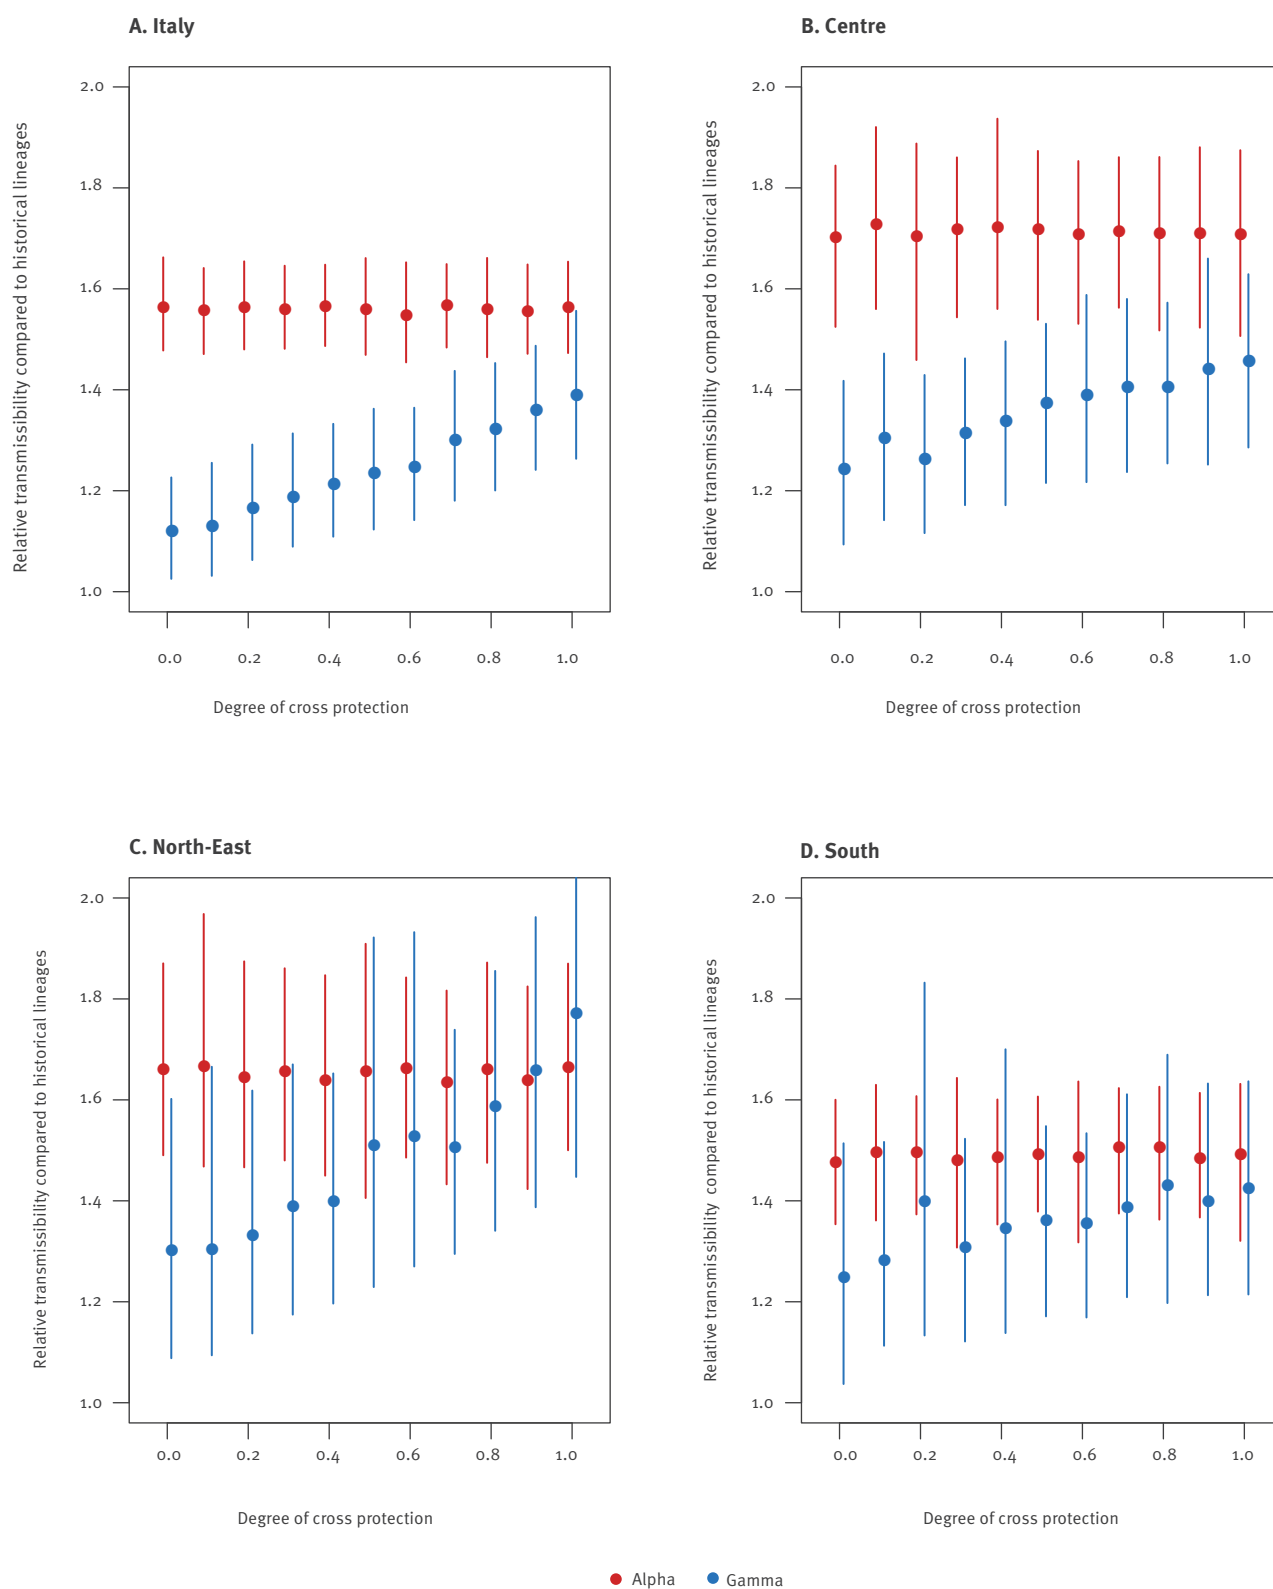 A. Italy
Relative transmissibility compared to historical lineages
2.0
1.8
1.6
1.4
1.2
1.0
0.0 0.2 0.4 0.6 0.8 1.0
Degree of cross protection
B. Centre
Relative transmissibility compared to historical lineages
2.0
1.8
1.6
1.4
1.2
1.0
0.0 0.2 0.4 0.6 0.8 1.0
Degree of cross protection
C. North-East
Relative transmissibility compared to historical lineages
2.0
1.8
1.6
1.4
1.2
1.0
0.0 0.2 0.4 0.6 0.8 1.0
Degree of cross protection
D. South
Relative transmissibility compared to historical lineages
2.0
1.8
1.6
1.4
1.2
1.0
0.0 0.2 0.4 0.6 0.8 1.0
Degree of cross protection
Alpha Gamma